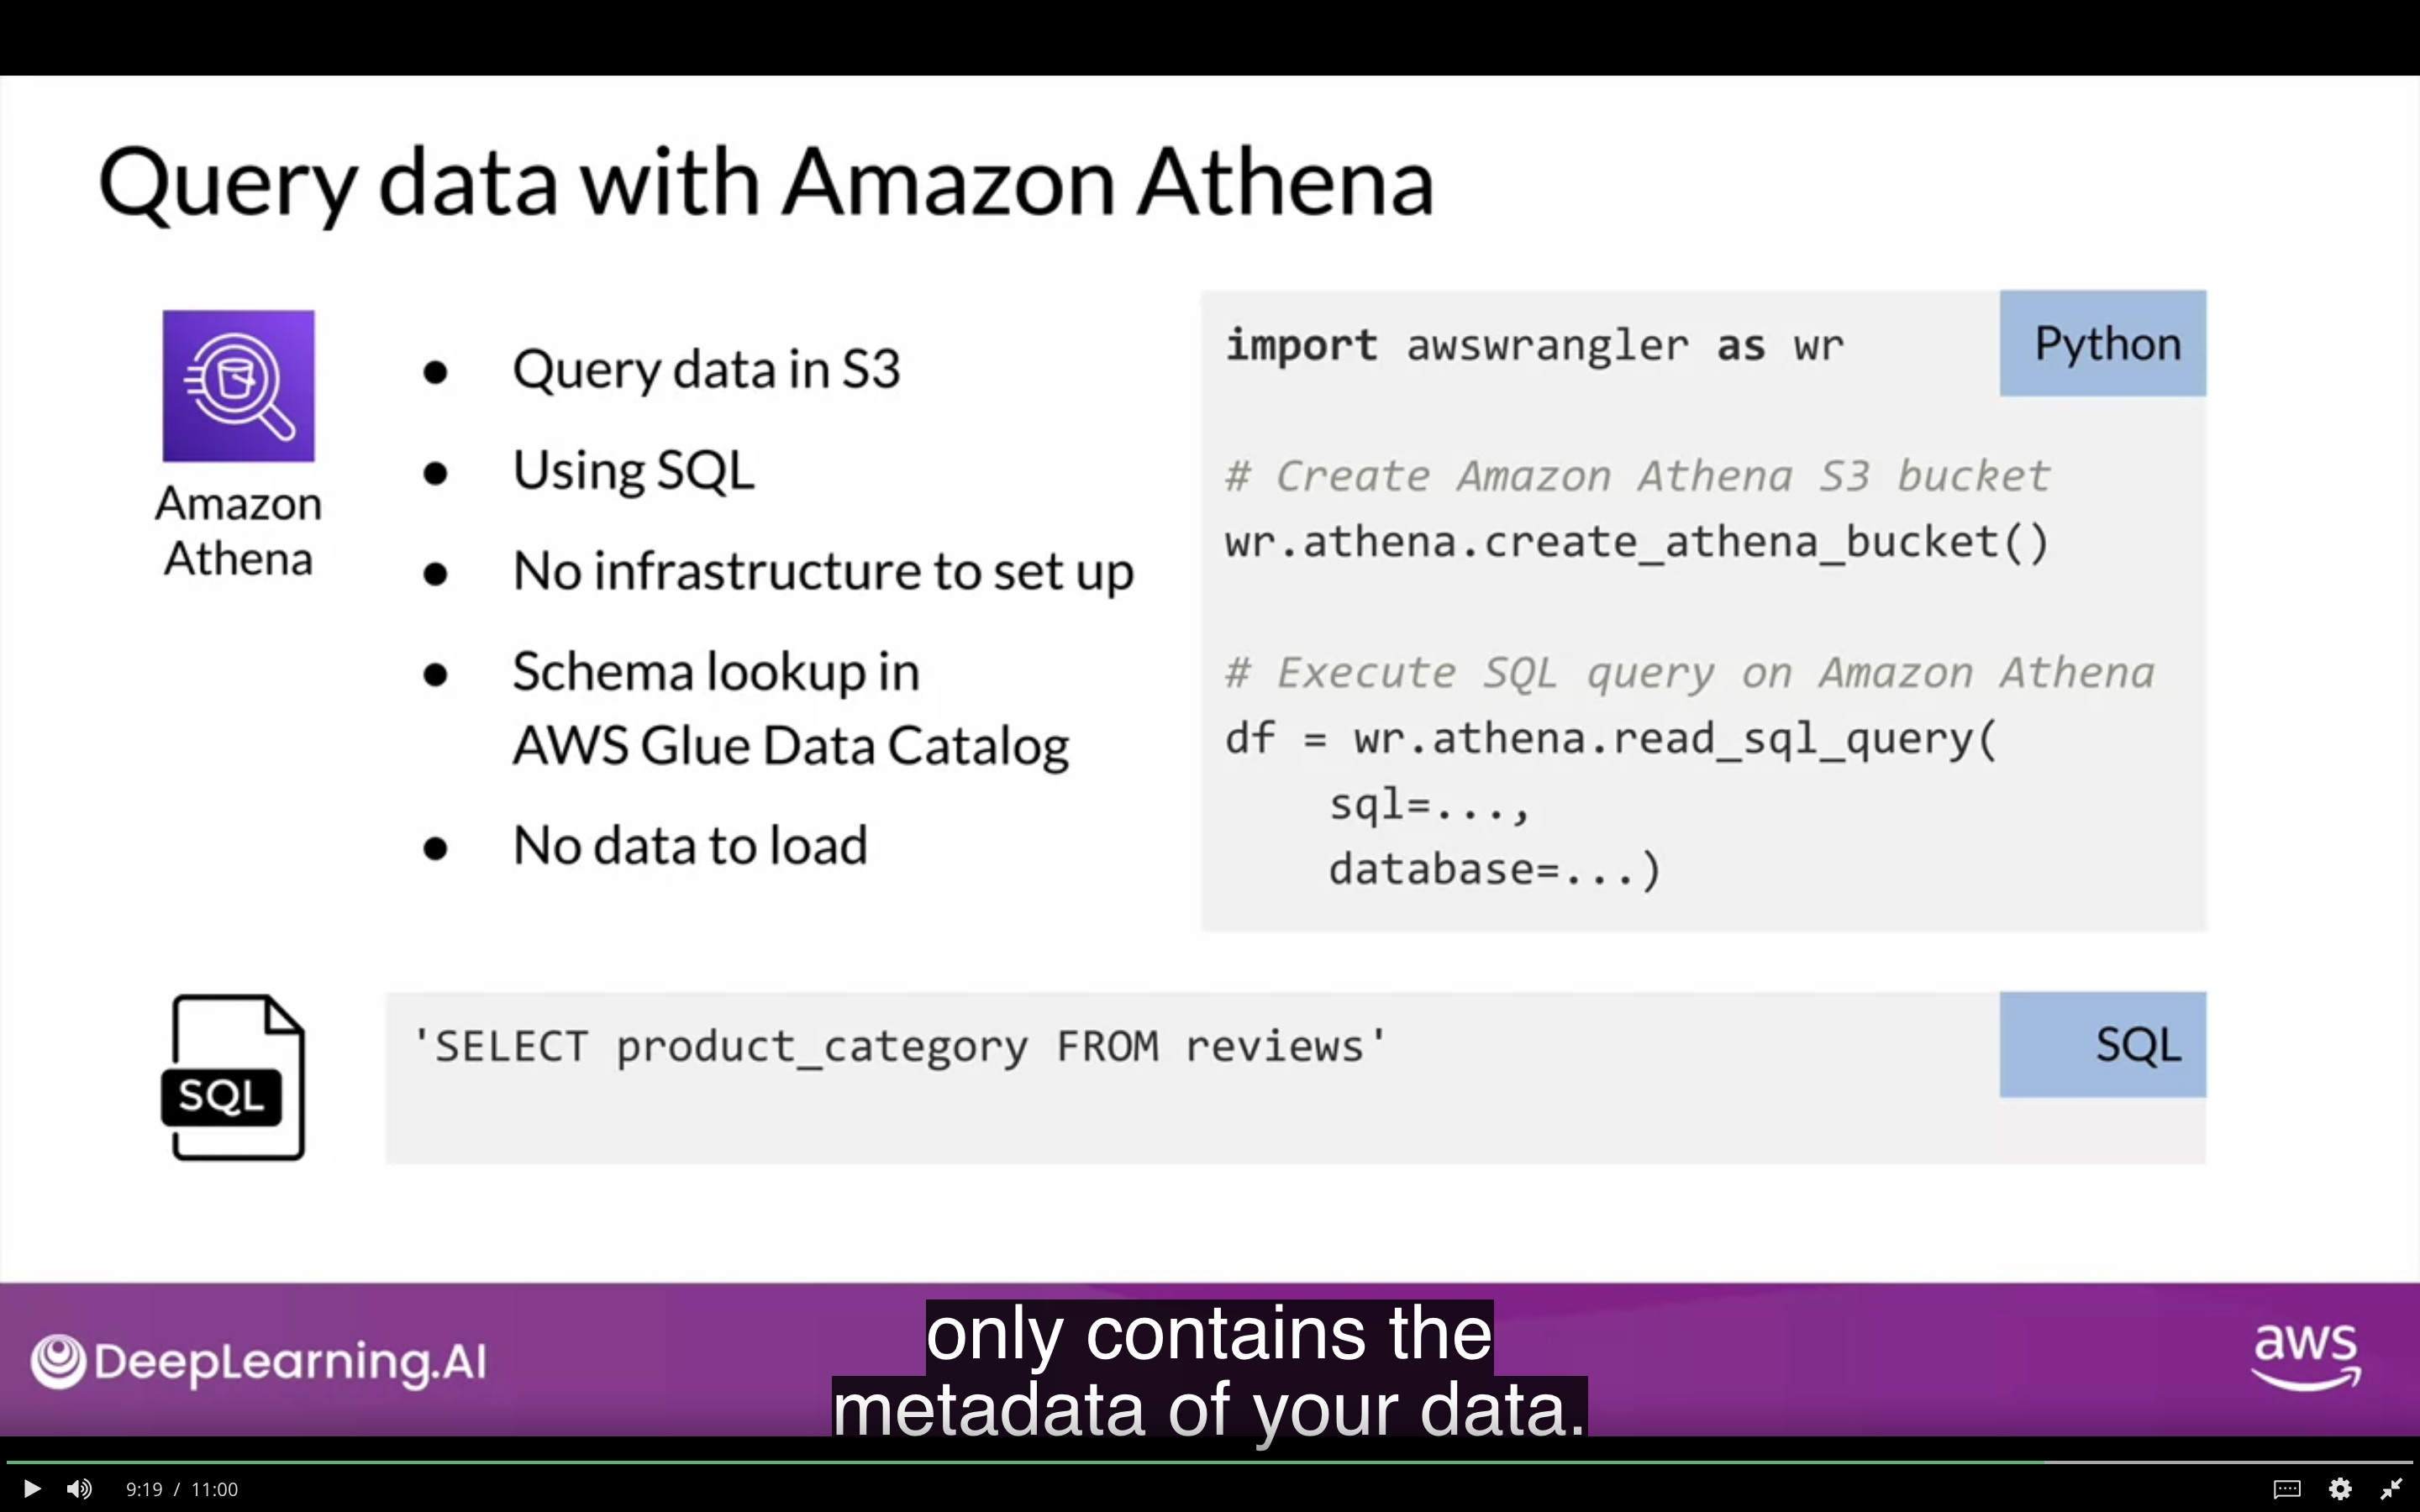 Query data with Amazon Athena
Amazon
Athena
● Query data in S3
● Using SQL
● No infrastructure to set up
● Schema lookup in
AWS Glue Data Catalog
● No data to load
Python
import awswrangler as wr
# Create Amazon Athena S3 bucket
wr.athena.create_athena_bucket()
# Execute SQL query on Amazon Athena
df = wr.athena.read_sql_query(
    sql=...,
    database=...)
SQL
'SELECT product_category FROM reviews'
SQL
DeepLearning.AI
only contains the
metadata of your data.
aws
9:19 / 11:00